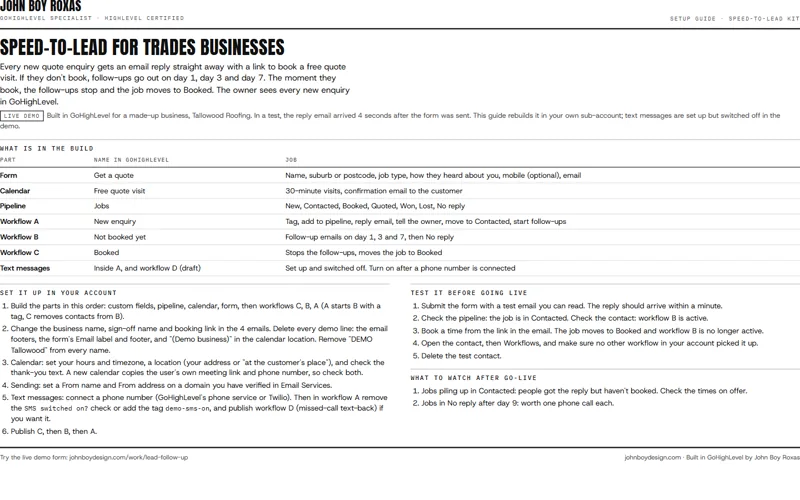 JOHN BOY ROXAS
GOHIGHLEVEL SPECIALIST · HIGHLEVEL CERTIFIED
SETUP GUIDE · SPEED-TO-LEAD KIT
SPEED-TO-LEAD FOR TRADES BUSINESSES
Every new quote enquiry gets an email reply straight away with a link to book a free quote
visit. If they don't book, follow-ups go out on day 1, day 3 and day 7. The moment they
book, the follow-ups stop and the job moves to Booked. The owner sees every new enquiry
in GoHighLevel.
LIVE DEMO Built in GoHighLevel for a made-up business, Tallowood Roofing. In a test, the reply email arrived 4 seconds after the form was sent. This guide rebuilds it in your own sub-account; text messages are set up but switched off in the
demo.
WHAT IS IN THE BUILD
PART NAME IN GOHIGHLEVEL JOB
Form Get a quote Name, suburb or postcode, job type, how they heard about you, mobile (optional), email
Calendar Free quote visit 30-minute visits, confirmation email to the customer
Pipeline Jobs New, Contacted, Booked, Quoted, Won, Lost, No reply
Workflow A New enquiry Tag, add to pipeline, reply email, tell the owner, move to Contacted, start follow-ups
Workflow B Not booked yet Follow-up emails on day 1, 3 and 7, then No reply
Workflow C Booked Stops the follow-ups, moves the job to Booked
Text messages Inside A, and workflow D (draft) Set up and switched off. Turn on after a phone number is connected
SET IT UP IN YOUR ACCOUNT
1. Build the parts in this order: custom fields, pipeline, calendar, form, then workflows C, B, A (A starts B with a
tag, C removes contacts from B).
2. Change the business name, sign-off name and booking link in the 4 emails. Delete every demo line: the email
footers, the form's Email label and footer, and "(Demo business)" in the calendar location. Remove "DEMO
Tallowood" from every name.
3. Calendar: set your hours and timezone, a location (your address or "at the customer's place"), and check the
thank-you text. A new calendar copies the user's own meeting link and phone number, so check both.
4. Sending: set a From name and From address on a domain you have verified in Email Services.
5. Text messages: connect a phone number (GoHighLevel's phone service or Twilio). Then in workflow A remove
the SMS switched on? check or add the tag demo-sms-on, and publish workflow D (missed-call text-back) if
you want it.
6. Publish C, then B, then A.
TEST IT BEFORE GOING LIVE
1. Submit the form with a test email you can read. The reply should arrive within a minute.
2. Check the pipeline: the job is in Contacted. Check the contact: workflow B is active.
3. Book a time from the link in the email. The job moves to Booked and workflow B is no longer active.
4. Open the contact, then Workflows, and make sure no other workflow in your account picked it up.
5. Delete the test contact.
WHAT TO WATCH AFTER GO-LIVE
1. Jobs piling up in Contacted: people got the reply but haven't booked. Check the times on offer.
2. Jobs in No reply after day 9: worth one phone call each.
Try the live demo form: johnboydesign.com/work/lead-follow-up
johnboydesign.com · Built in GoHighLevel by John Boy Roxas